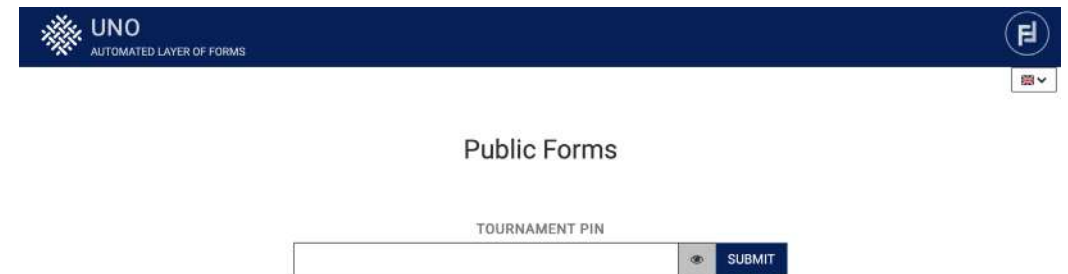 UNO
AUTOMATED LAYER OF FORMS
Public Forms
TOURNAMENT PIN
SUBMIT